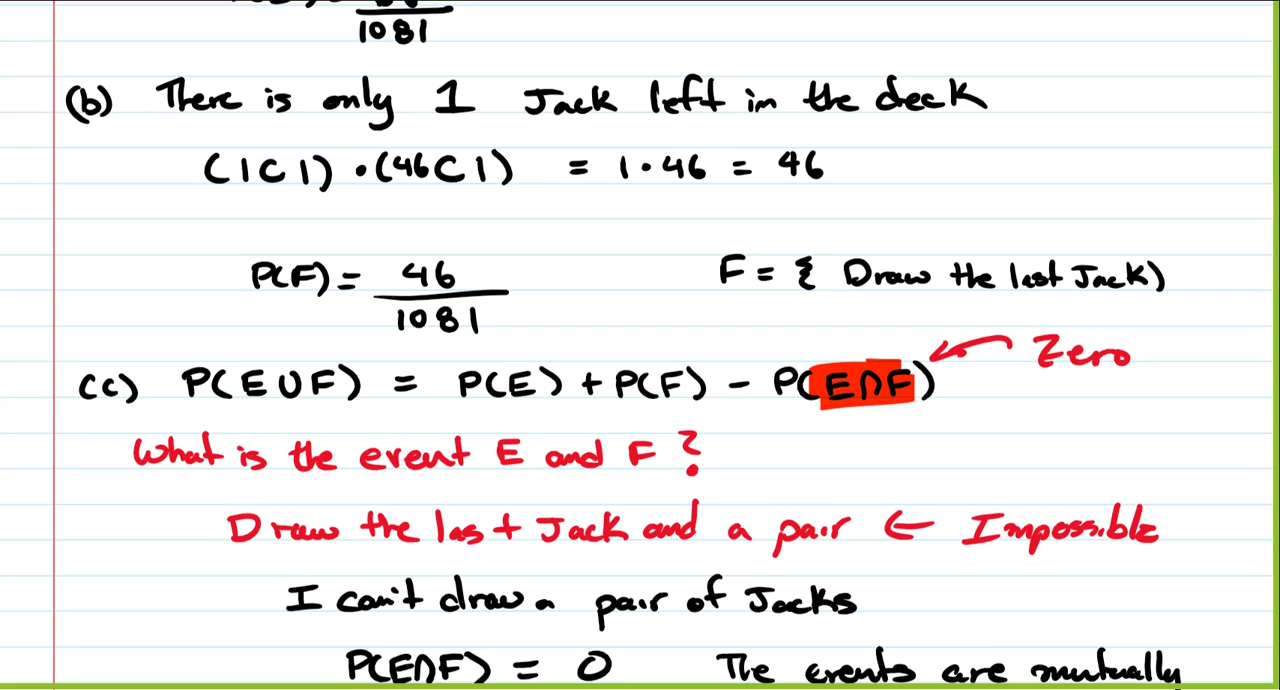 1081
(b) There is only 1 Jack left in the deck
(1C1)·(46C1) = 1·46 = 46
P(F) = 46 F = { Draw the last Jack)
1081
Zero
(c) P(E∪F) = P(E) + P(F) - P(E∩F)
What is the event E and F ?
Draw the last Jack and a pair ← Impossible
I can't draw a pair of Jacks
P(E∩F) = 0 The events are mutually